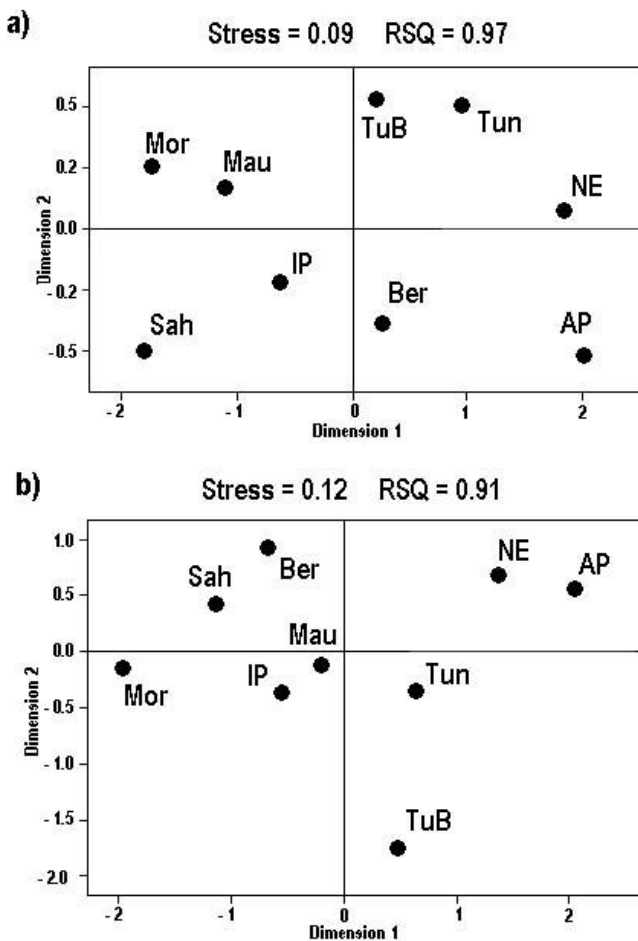 a)
Stress = 0.09 RSQ = 0.97
0.5
0.2
0.0
- 0.2
- 0.5
Dimension 2
Mor
Mau
TuB
Tun
NE
IP
Sah
Ber
AP
- 2
- 1
0
1
2
Dimension 1
b)
Stress = 0.12 RSQ = 0.91
1.0
0.5
0.0
- 0.5
- 1.0
- 1.5
- 2.0
Dimension 2
Sah
Ber
NE
AP
Mau
Mor
IP
Tun
TuB
- 2
- 1
0
1
2
Dimension 1